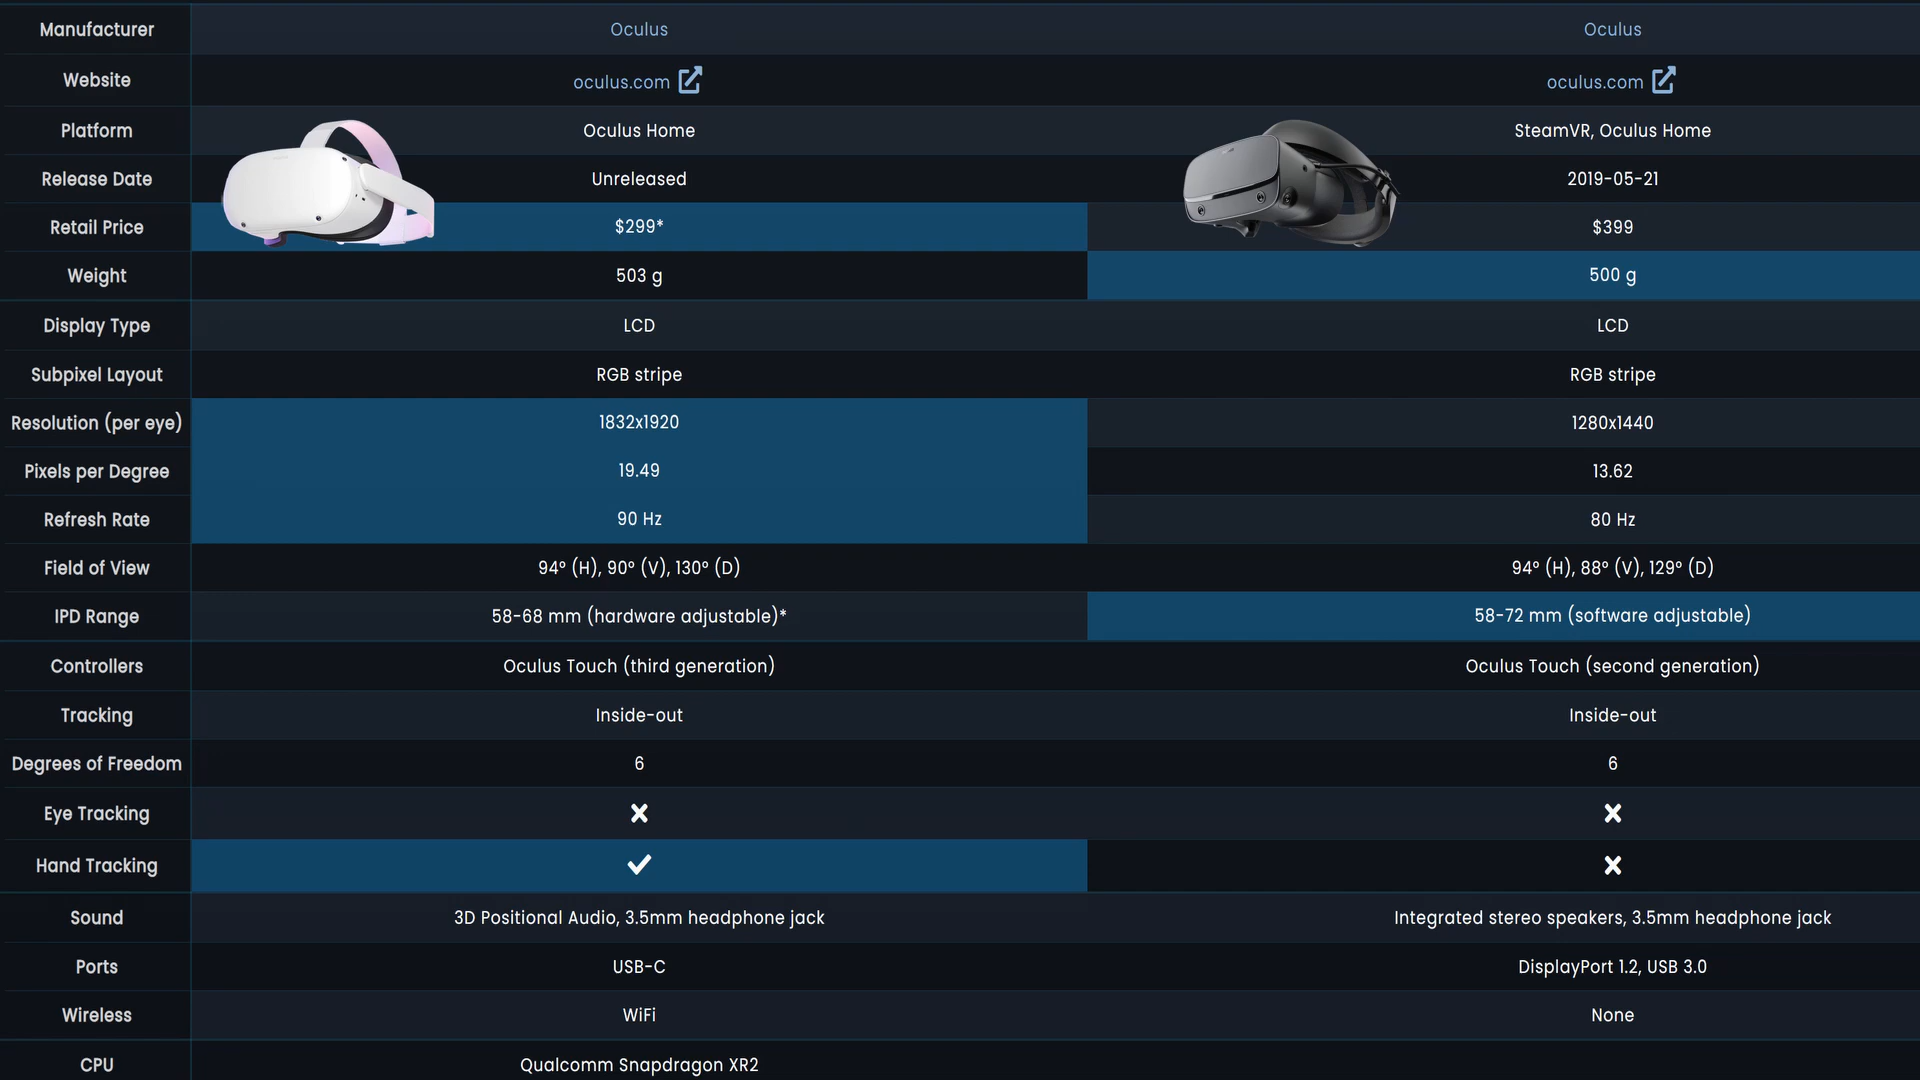 Manufacturer Oculus Oculus
Website oculus.com oculus.com
Platform Oculus Home SteamVR, Oculus Home
Release Date Unreleased 2019-05-21
Retail Price $299* $399
Weight 503 g 500 g
Display Type LCD LCD
Subpixel Layout RGB stripe RGB stripe
Resolution (per eye) 1832x1920 1280x1440
Pixels per Degree 19.49 13.62
Refresh Rate 90 Hz 80 Hz
Field of View 94º (H), 90º (V), 130º (D) 94º (H), 88º (V), 129º (D)
IPD Range 58-68 mm (hardware adjustable)* 58-72 mm (software adjustable)
Controllers Oculus Touch (third generation) Oculus Touch (second generation)
Tracking Inside-out Inside-out
Degrees of Freedom 6 6
Eye Tracking
Hand Tracking
Sound 3D Positional Audio, 3.5mm headphone jack Integrated stereo speakers, 3.5mm headphone jack
Ports USB-C DisplayPort 1.2, USB 3.0
Wireless WiFi None
CPU Qualcomm Snapdragon XR2